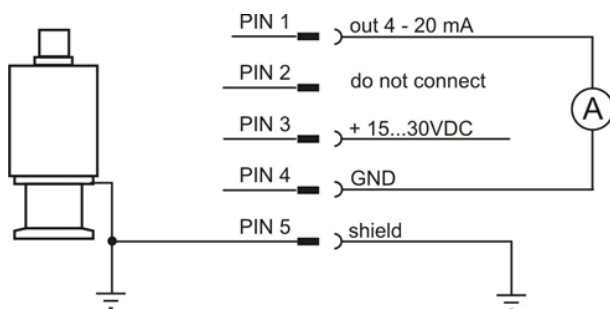 PIN 1 out 4 - 20 mA
PIN 2 do not connect
A
PIN 3 + 15...30VDC
PIN 4 GND
PIN 5 shield